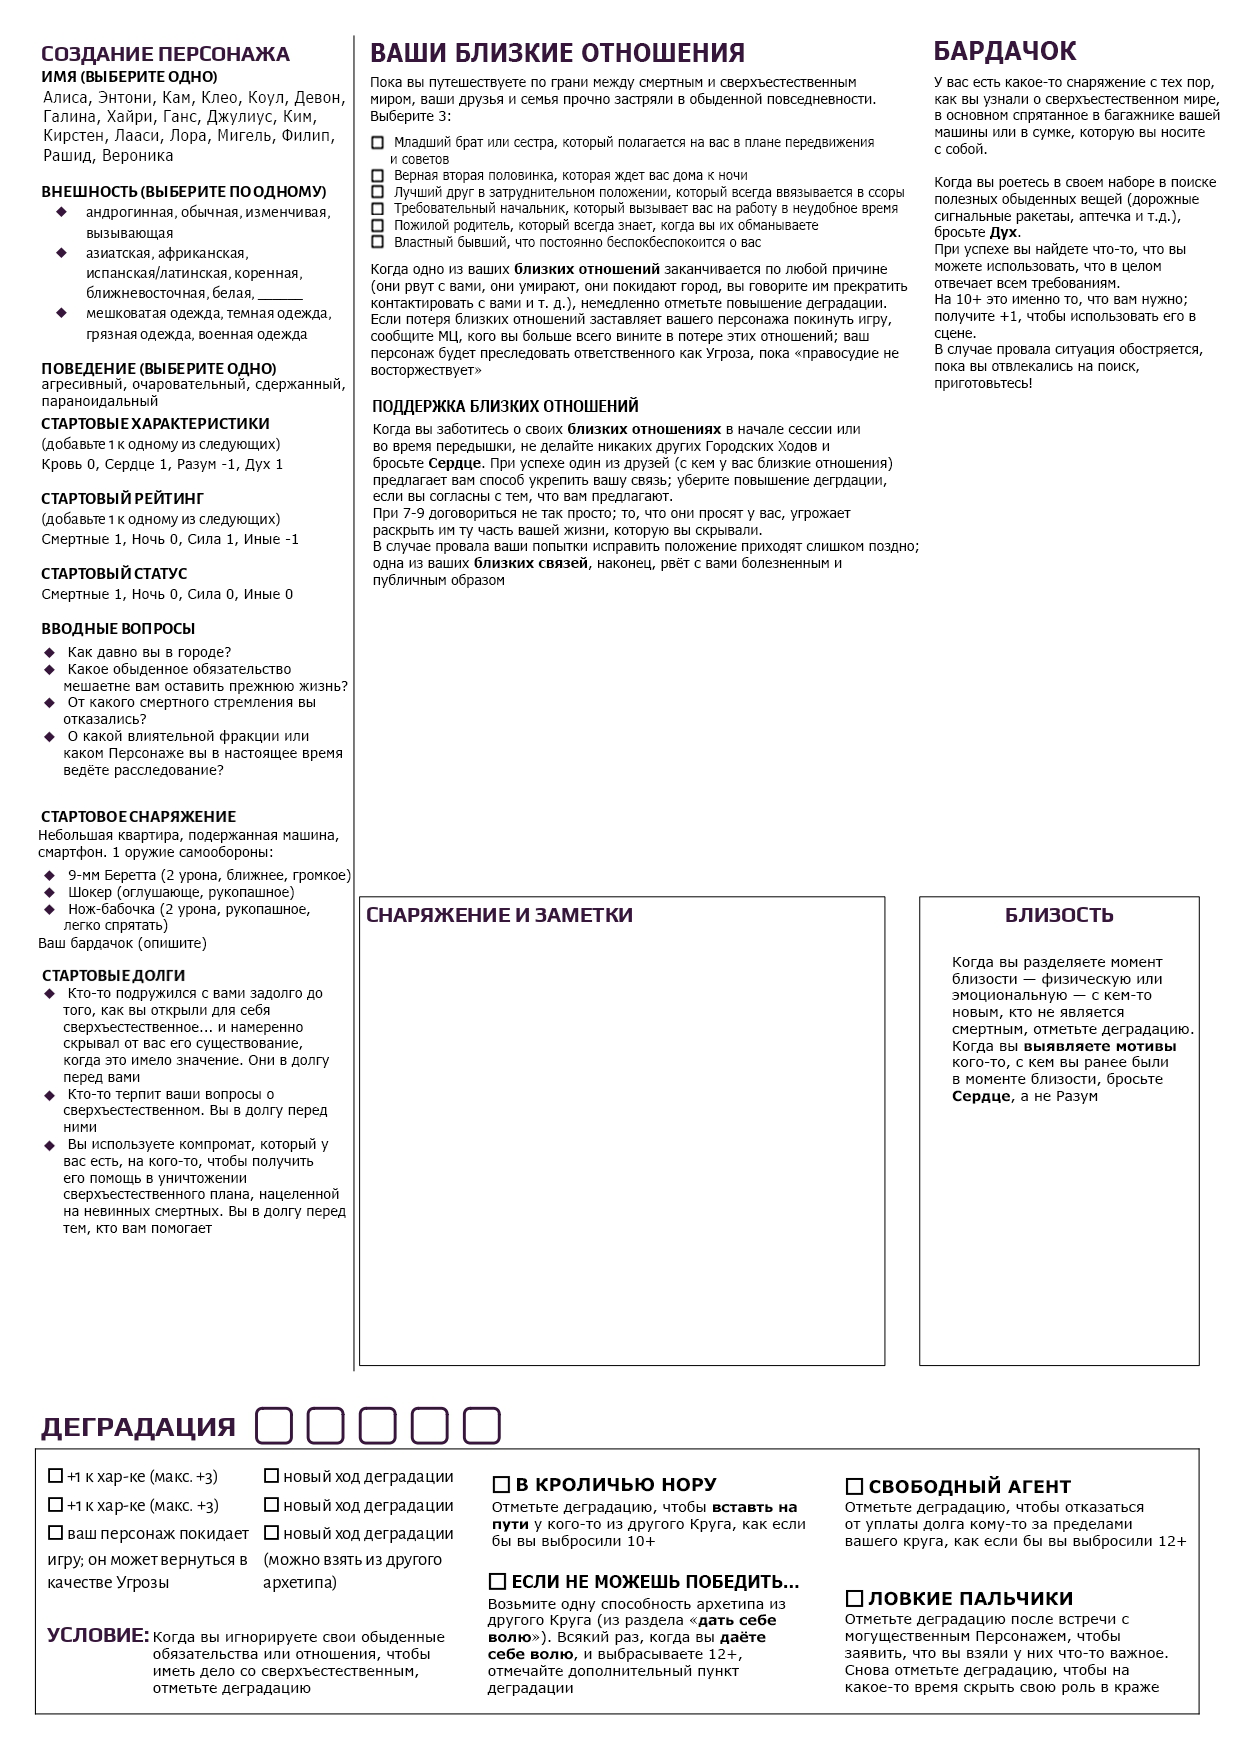 СОЗДАНИЕ ПЕРСОНАЖА
ИМЯ (ВЫБЕРИТЕ ОДНО)
Алиса, Энтони, Кам, Клео, Коул, Девон,
Галина, Хайри, Ганс, Джулиус, Ким,
Кирстен, Лааси, Лора, Мигель, Филип,
Рашид, Вероника
ВНЕШНОСТЬ (ВЫБЕРИТЕ ПО ОДНОМУ)
◆ андрогинная, обычная, изменчивая,
вызывающая
◆ азиатская, африканская,
испанская/латинская, коренная,
ближневосточная, белая, ______
◆ мешковатая одежда, темная одежда,
грязная одежда, военная одежда
ПОВЕДЕНИЕ (ВЫБЕРИТЕ ОДНО)
агресивный, очаровательный, сдержанный,
параноидальный
СТАРТОВЫЕ ХАРАКТЕРИСТИКИ
(добавьте 1 к одному из следующих)
Кровь 0, Сердце 1, Разум -1, Дух 1
СТАРТОВЫЙ РЕЙТИНГ
(добавьте 1 к одному из следующих)
Смертные 1, Ночь 0, Сила 1, Иные -1
СТАРТОВЫЙ СТАТУС
Смертные 1, Ночь 0, Сила 0, Иные 0
ВВОДНЫЕ ВОПРОСЫ
◆ Как давно вы в городе?
◆ Какое обыденное обязательство
мешаетне вам оставить прежнюю жизнь?
◆ От какого смертного стремления вы
отказались?
◆ О какой влиятельной фракции или
каком Персонаже вы в настоящее время
ведёте расследование?
СТАРТОВОЕ СНАРЯЖЕНИЕ
Небольшая квартира, подержанная машина,
смартфон. 1 оружие самообороны:
◆ 9-мм Беретта (2 урона, ближнее, громкое)
◆ Шокер (оглушающе, рукопашное)
◆ Нож-бабочка (2 урона, рукопашное,
легко спрятать)
Ваш бардачок (опишите)
СТАРТОВЫЕ ДОЛГИ
◆ Кто-то подружился с вами задолго до
того, как вы открыли для себя
сверхъестественное... и намеренно
скрывал от вас его существование,
когда это имело значение. Они в долгу
перед вами
◆ Кто-то терпит ваши вопросы о
сверхъестественном. Вы в долгу перед
ними
◆ Вы используете компромат, который у
вас есть, на кого-то, чтобы получить
его помощь в уничтожении
сверхъестественного плана, нацеленной
на невинных смертных. Вы в долгу перед
тем, кто вам помогает
ВАШИ БЛИЗКИЕ ОТНОШЕНИЯ
Пока вы путешествуете по грани между смертным и сверхъестественным
миром, ваши друзья и семья прочно застряли в обыденной повседневности.
Выберите 3:
☐ Младший брат или сестра, который полагается на вас в плане передвижения
и советов
☐ Верная вторая половинка, которая ждет вас дома к ночи
☐ Лучший друг в затруднительном положении, который всегда ввязывается в ссоры
☐ Требовательный начальник, который вызывает вас на работу в неудобное время
☐ Пожилой родитель, который всегда знает, когда вы их обманываете
☐ Властный бывший, что постоянно беспокбеспокоится о вас
Когда одно из ваших близких отношений заканчивается по любой причине
(они рвут с вами, они умирают, они покидают город, вы говорите им прекратить
контактировать с вами и т. д.), немедленно отметьте повышение деградации.
Если потеря близких отношений заставляет вашего персонажа покинуть игру,
сообщите МЦ, кого вы больше всего вините в потере этих отношений; ваш
персонаж будет преследовать ответственного как Угроза, пока «правосудие не
восторжествует»
ПОДДЕРЖКА БЛИЗКИХ ОТНОШЕНИЙ
Когда вы заботитесь о своих близких отношениях в начале сессии или
во время передышки, не делайте никаких других Городских Ходов и
бросьте Сердце. При успехе один из друзей (с кем у вас близкие отношения)
предлагает вам способ укрепить вашу связь; уберите повышение дегрдации,
если вы согласны с тем, что вам предлагают.
При 7-9 договориться не так просто; то, что они просят у вас, угрожает
раскрыть им ту часть вашей жизни, которую вы скрывали.
В случае провала ваши попытки исправить положение приходят слишком поздно;
одна из ваших близких связей, наконец, рвёт с вами болезненным и
публичным образом
БАРДАЧОК
У вас есть какое-то снаряжение с тех пор,
как вы узнали о сверхъестественном мире,
в основном спрятанное в багажнике вашей
машины или в сумке, которую вы носите
с собой.
Когда вы роетесь в своем наборе в поиске
полезных обыденных вещей (дорожные
сигнальные ракетаы, аптечка и т.д.),
бросьте Дух.
При успехе вы найдете что-то, что вы
можете использовать, что в целом
отвечает всем требованиям.
На 10+ это именно то, что вам нужно;
получите +1, чтобы использовать его в
сцене.
В случае провала ситуация обостряется,
пока вы отвлекались на поиск,
приготовьтесь!
СНАРЯЖЕНИЕ И ЗАМЕТКИ
БЛИЗОСТЬ
Когда вы разделяете момент
близости — физическую или
эмоциональную — с кем-то
новым, кто не является
смертным, отметьте деградацию.
Когда вы выявляете мотивы
кого-то, с кем вы ранее были
в моменте близости, бросьте
Сердце, а не Разум
ДЕГРАДАЦИЯ
☐ +1 к хар-ке (макс. +3)
☐ +1 к хар-ке (макс. +3)
☐ ваш персонаж покидает
игру; он может вернуться в
качестве Угрозы
☐ новый ход деградации
☐ новый ход деградации
☐ новый ход деградации
(можно взять из другого
архетипа)
УСЛОВИЕ: Когда вы игнорируете свои обыденные
обязательства или отношения, чтобы
иметь дело со сверхъестественным,
отметьте деградацию
☐ В КРОЛИЧЬЮ НОРУ
Отметьте деградацию, чтобы вставть на
пути у кого-то из другого Круга, как если
бы вы выбросили 10+
☐ ЕСЛИ НЕ МОЖЕШЬ ПОБЕДИТЬ...
Возьмите одну способность архетипа из
другого Круга (из раздела «дать себе
волю»). Всякий раз, когда вы даёте
себе волю, и выбрасываете 12+,
отмечайте дополнительный пункт
деградации
☐ СВОБОДНЫЙ АГЕНТ
Отметьте деградацию, чтобы отказаться
от уплаты долга кому-то за пределами
вашего круга, как если бы вы выбросили 12+
☐ ЛОВКИЕ ПАЛЬЧИКИ
Отметьте деградацию после встречи с
могущественным Персонажем, чтобы
заявить, что вы взяли у них что-то важное.
Снова отметьте деградацию, чтобы на
какое-то время скрыть свою роль в краже